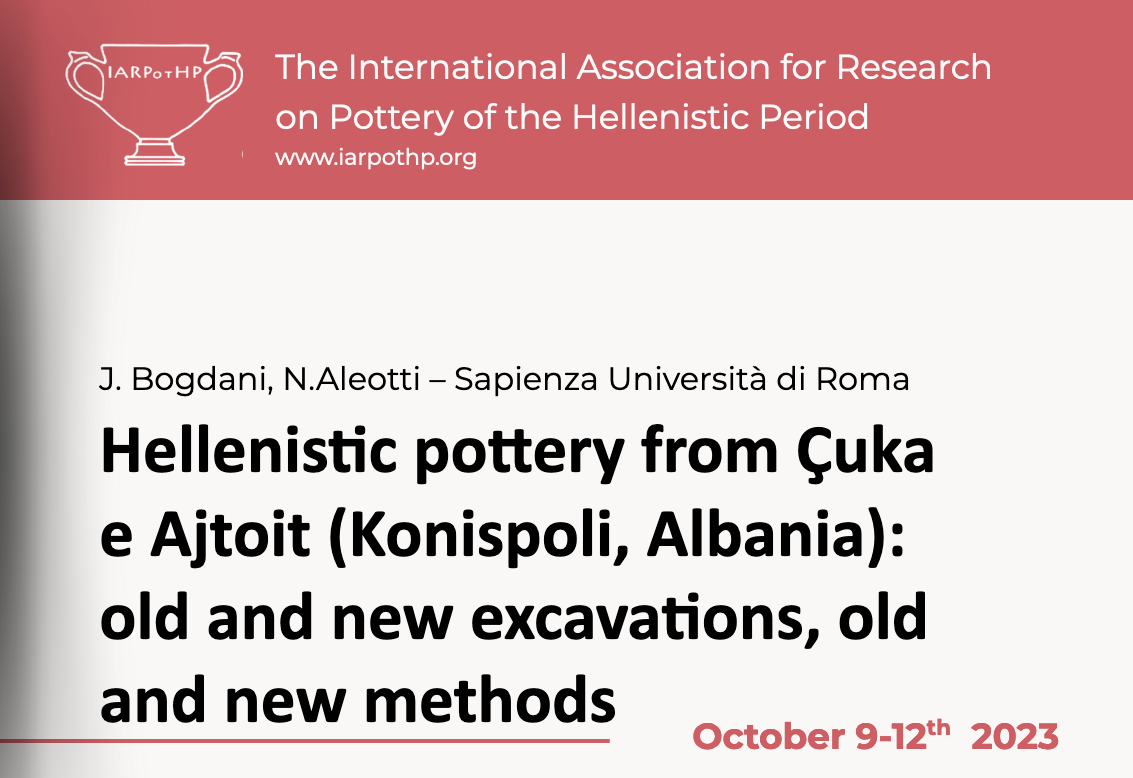 IARPoTHP
The International Association for Research
on Pottery of the Hellenistic Period
www.iarpothp.org
J. Bogdani, N.Aleotti – Sapienza Università di Roma
Hellenistic pottery from Çuka
e Ajtoit (Konispoli, Albania):
old and new excavations, old
and new methods
October 9-12th 2023